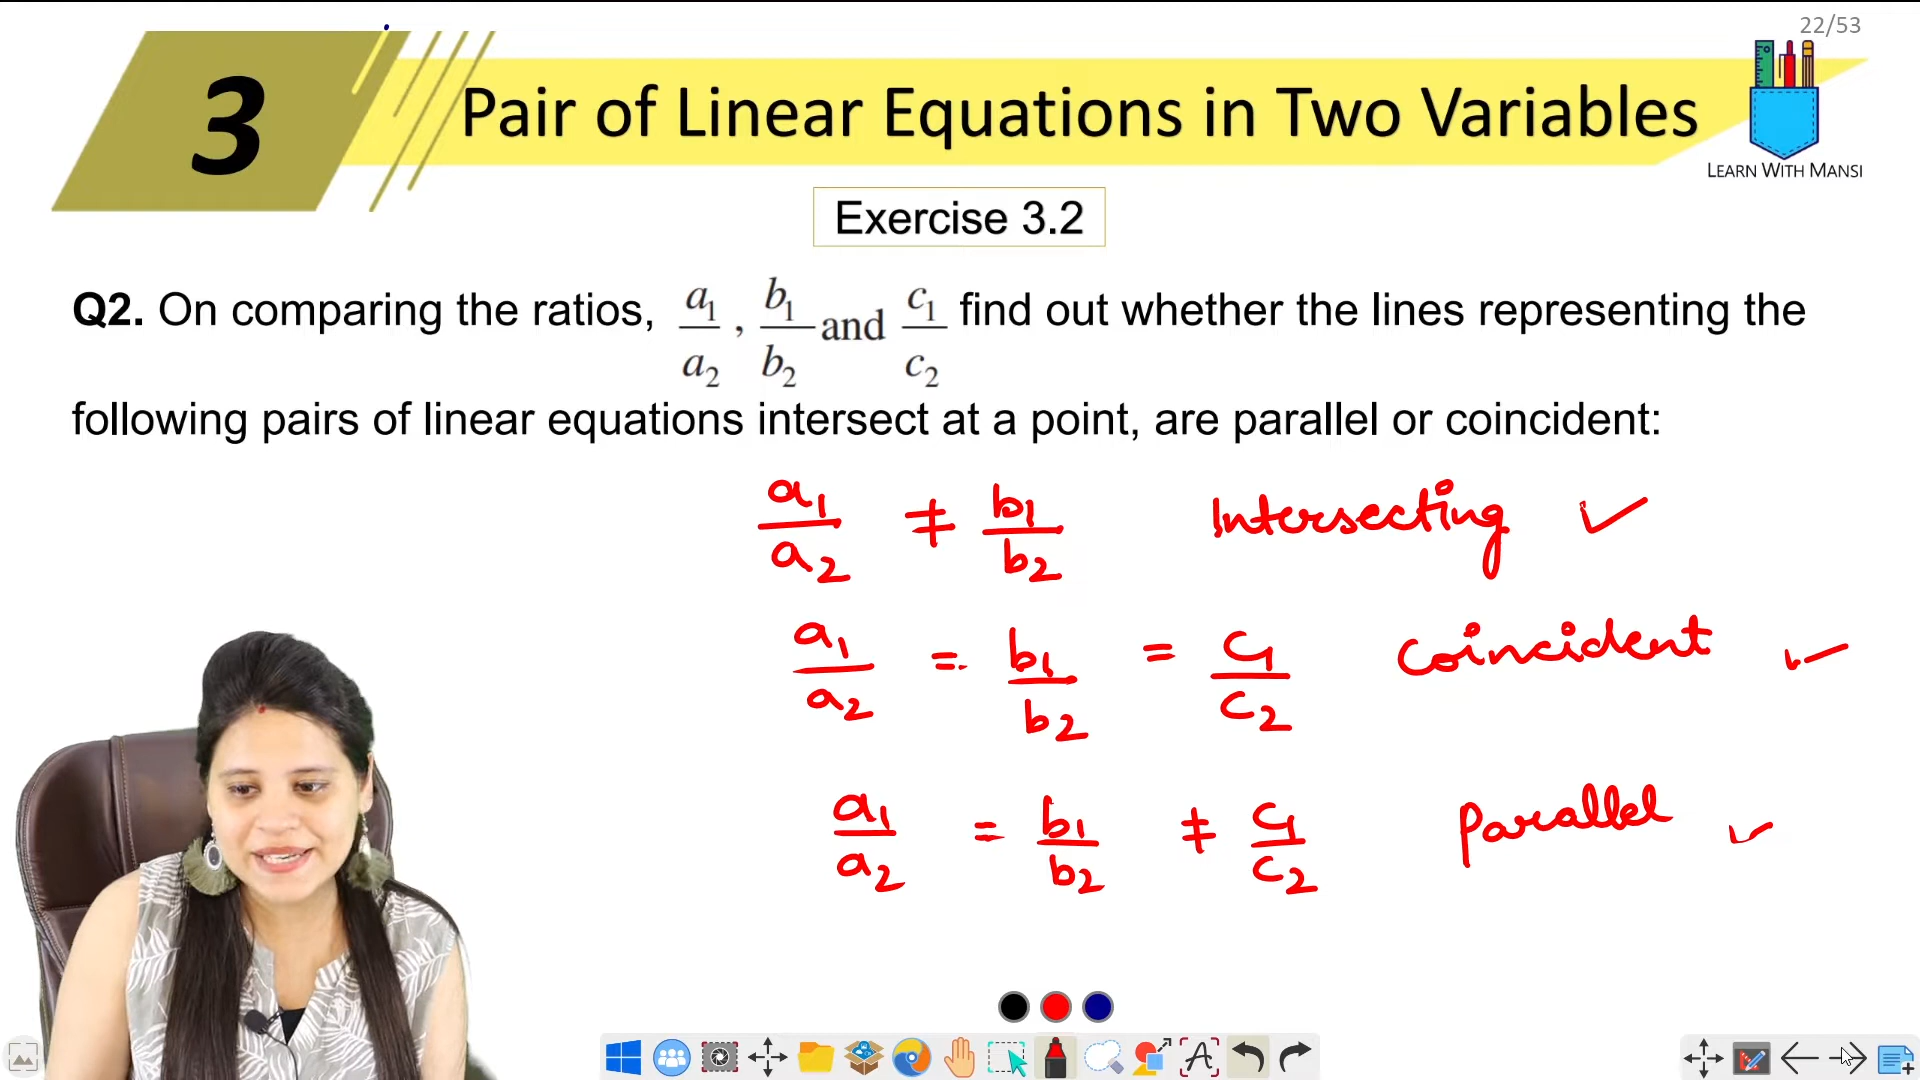 22/53
3
Pair of Linear Equations in Two Variables
LEARN WITH MANSI
Exercise 3.2
Q2. On comparing the ratios, a₁/a₂ , b₁/b₂ and c₁/c₂ find out whether the lines representing the
following pairs of linear equations intersect at a point, are parallel or coincident:
a₁/a₂ ≠ b₁/b₂ Intersecting ✓
a₁/a₂ = b₁/b₂ = c₁/c₂ coincident ✓
a₁/a₂ = b₁/b₂ ≠ c₁/c₂ parallel ✓